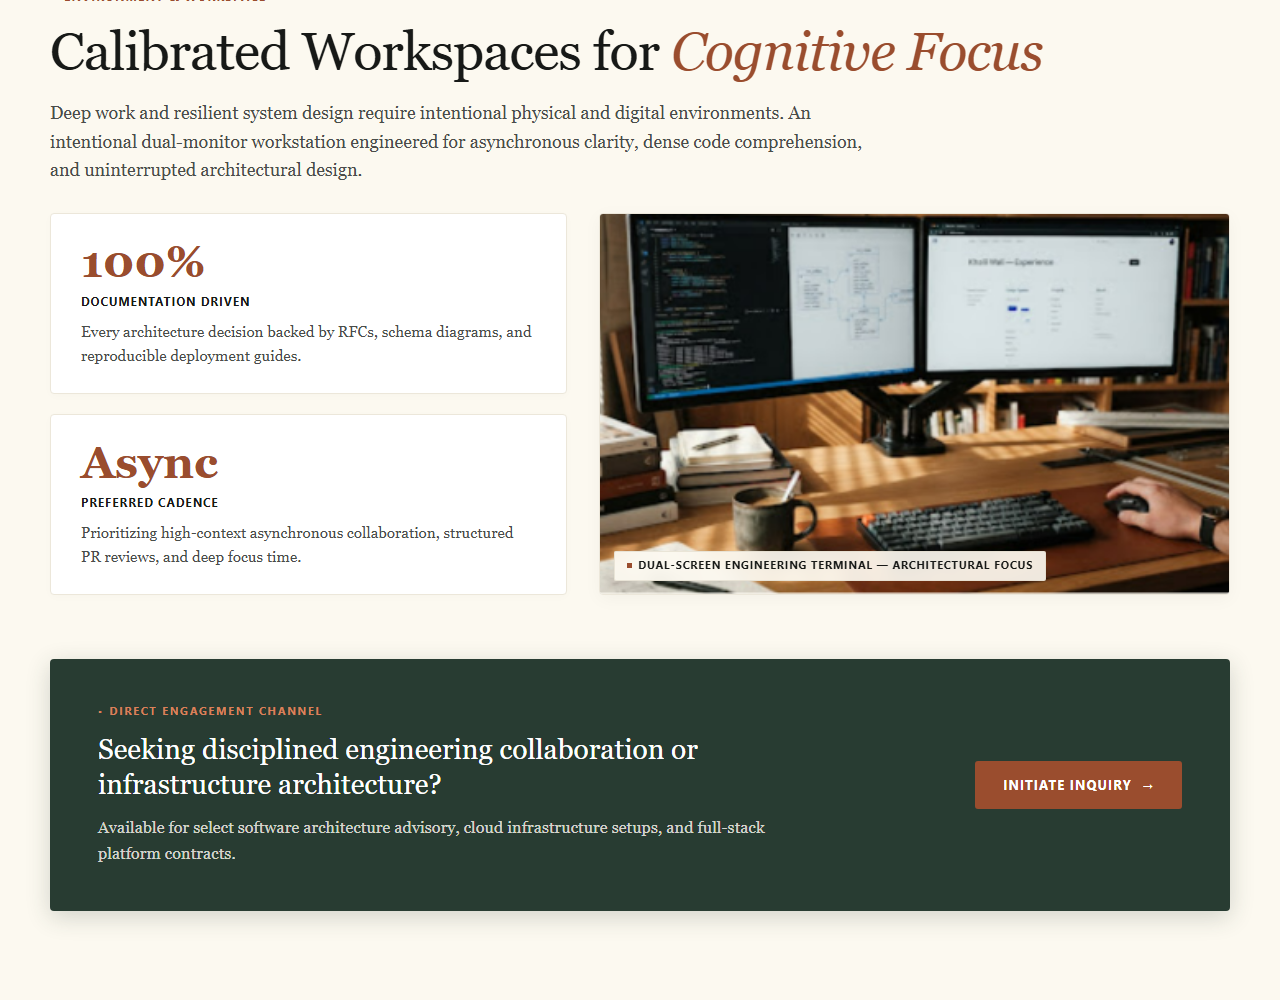 Calibrated Workspaces for Cognitive Focus
Deep work and resilient system design require intentional physical and digital environments. An
intentional dual-monitor workstation engineered for asynchronous clarity, dense code comprehension,
and uninterrupted architectural design.
100%
DOCUMENTATION DRIVEN
Every architecture decision backed by RFCs, schema diagrams, and
reproducible deployment guides.
Async
PREFERRED CADENCE
Prioritizing high-context asynchronous collaboration, structured
PR reviews, and deep focus time.
— Experience
▪ DUAL-SCREEN ENGINEERING TERMINAL — ARCHITECTURAL FOCUS
- DIRECT ENGAGEMENT CHANNEL
Seeking disciplined engineering collaboration or
infrastructure architecture?
Available for select software architecture advisory, cloud infrastructure setups, and full-stack
platform contracts.
INITIATE INQUIRY →